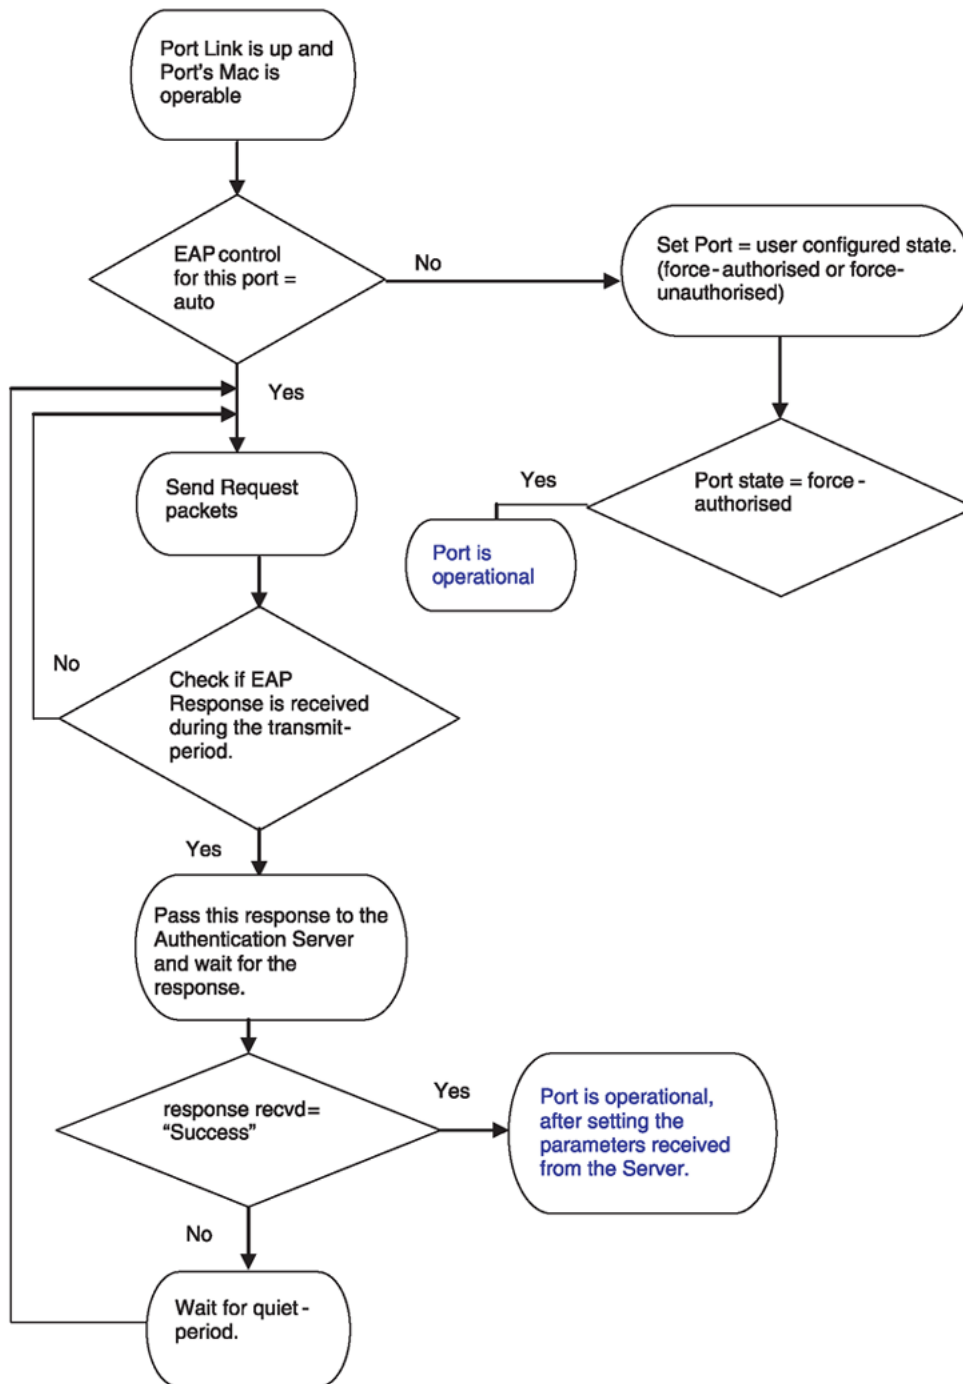 Port Link is up and
Port's Mac is
operable
EAP control
for this port =
auto
No
Set Port = user configured state.
(force-authorised or force-
unauthorised)
Yes
Send Request
packets
Yes
Port state = force-
authorised
Port is
operational
No
Check if EAP
Response is received
during the transmit-
period.
Yes
Pass this response to the
Authentication Server
and wait for the
response.
response recvd=
“Success”
Yes
Port is operational,
after setting the
parameters received
from the Server.
No
Wait for quiet-
period.